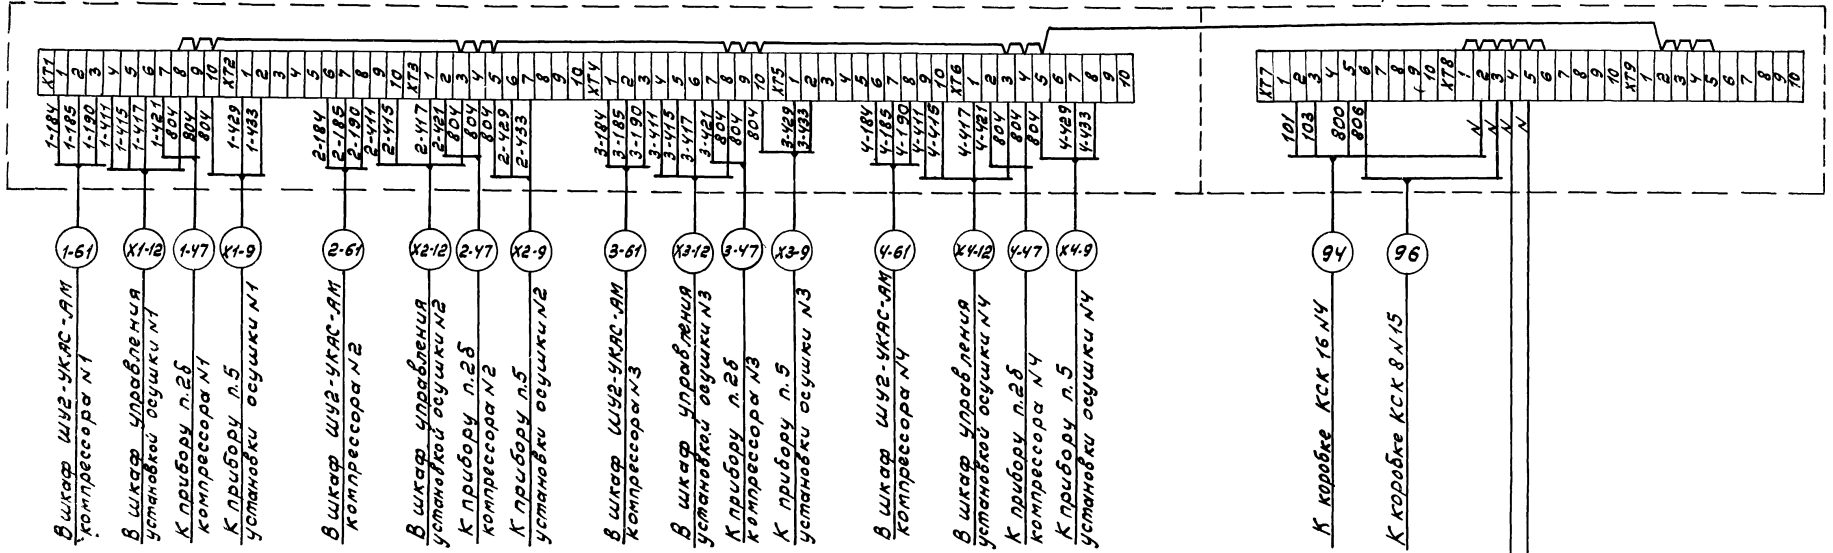 XT1 1 2 3 4 5 6 7 8 9 10 XT2 1 2 3 4 5 6 7 8 9 10 XT3 1 2 3 4 5 6 7 8 9 10 XT4 1 2 3 4 5 6 7 8 9 10 XT5 1 2 3 4 5 6 7 8 9 10 XT6 1 2 3 4 5 6 7 8 9 10
XT7 1 2 3 4 5 6 7 8 9 10 XT8 1 2 3 4 5 6 7 8 9 10 XT9 1 2 3 4 5 6 7 8 9 10
1-184 1-185 1-190 1-411 1-415 1-417 1-421 804 804 804 1-429 1-433
2-184 2-185 2-190 2-411 2-415 2-417 2-421 804 804 804 2-429 2-433
3-184 3-185 3-190 3-411 3-415 3-417 3-421 804 804 804 3-429 3-433
4-184 4-185 4-190 4-411 4-415 4-417 4-421 804 804 804 4-429 4-433
101 103 800 806 N N N N
1-61 X1-12 1-47 X1-9 2-61 X2-12 2-47 X2-9 3-61 X3-12 3-47 X3-9 4-61 X4-12 4-47 X4-9 94 96
В шкаф ШУ2-УКАС-АМ
компрессора N1
В шкаф управления
установкой осушки N1
К прибору п.2б
компрессора N1
К прибору п.5
установки осушки N1
В шкаф ШУ2-УКАС-АМ
компрессора N2
В шкаф управления
установкой осушки N2
К прибору п.2б
компрессора N2
К прибору п.5
установки осушки N2
В шкаф ШУ2-УКАС-АМ
компрессора N3
В шкаф управления
установкой осушки N3
К прибору п.2б
компрессора N3
К прибору п.5
установки осушки N3
В шкаф ШУ2-УКАС-АМ
компрессора N4
В шкаф управления
установкой осушки N4
К прибору п.2б
компрессора N4
К прибору п.5
установки осушки N4
К коробке КСК 16 N4
К коробке КСК 8 N15